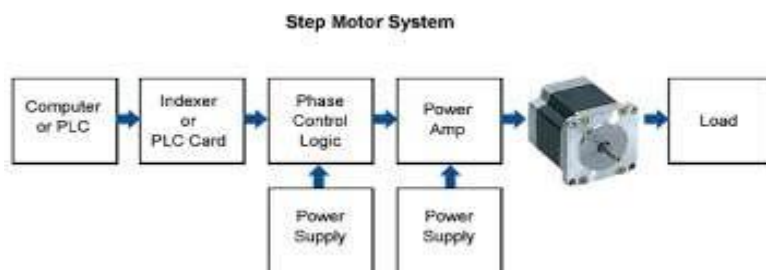 Step Motor System
Computer
or PLC
Indexer
or
PLC Card
Phase
Control
Logic
Power
Amp
Load
Power
Supply
Power
Supply